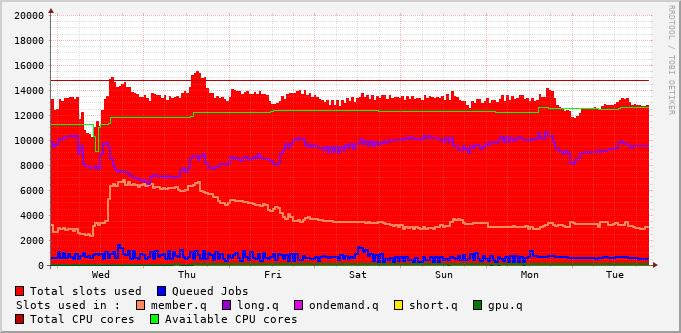 RRDTOOL / TOBI OETIKER
20000
18000
16000
14000
12000
10000
8000
6000
4000
2000
0
Wed Thu Fri Sat Sun Mon Tue
Total slots used Queued Jobs
Slots used in : member.q long.q ondemand.q short.q gpu.q
Total CPU cores Available CPU cores